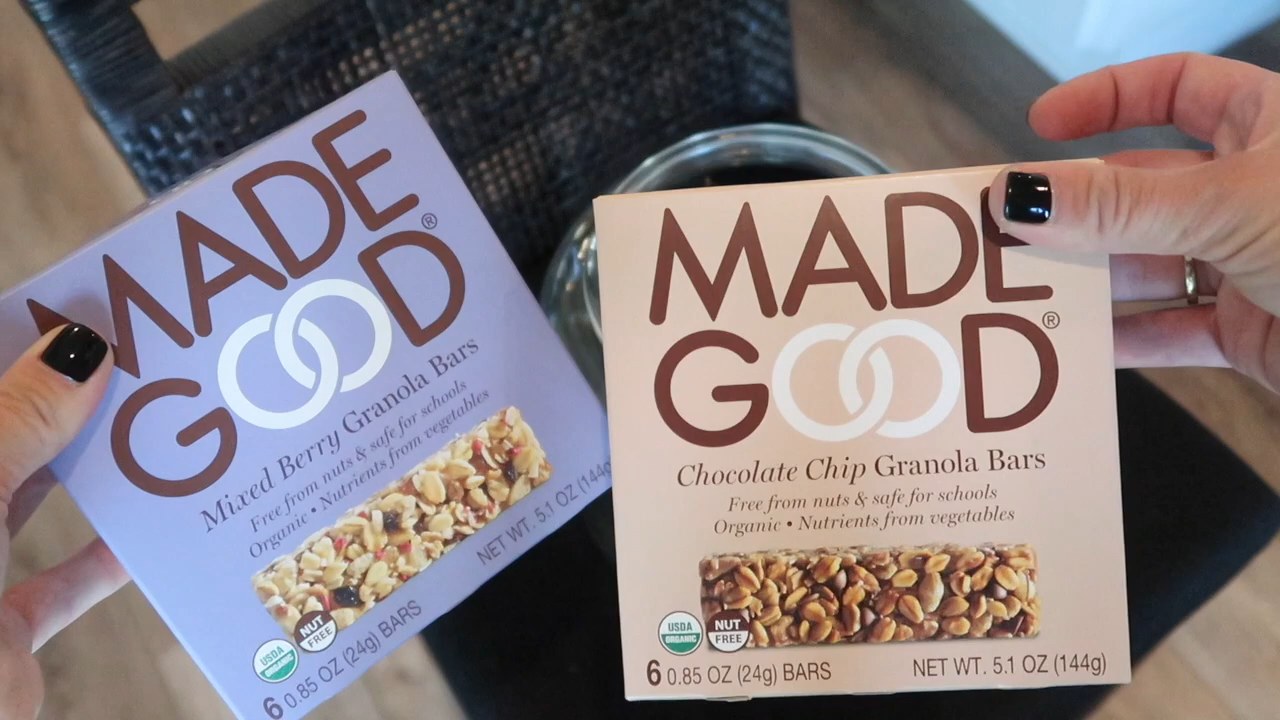 MADE
GOOD®
Mixed Berry Granola Bars
Free from nuts & safe for schools
Organic • Nutrients from vegetables
NUT
FREE
USDA
ORGANIC
NET WT. 5.1 OZ (144g
6 0.85 OZ (24g) BARS
MADE
GOOD®
Chocolate Chip Granola Bars
Free from nuts & safe for schools
Organic • Nutrients from vegetables
USDA
ORGANIC
NUT
FREE
6 0.85 OZ (24g) BARS
NET WT. 5.1 OZ (144g)